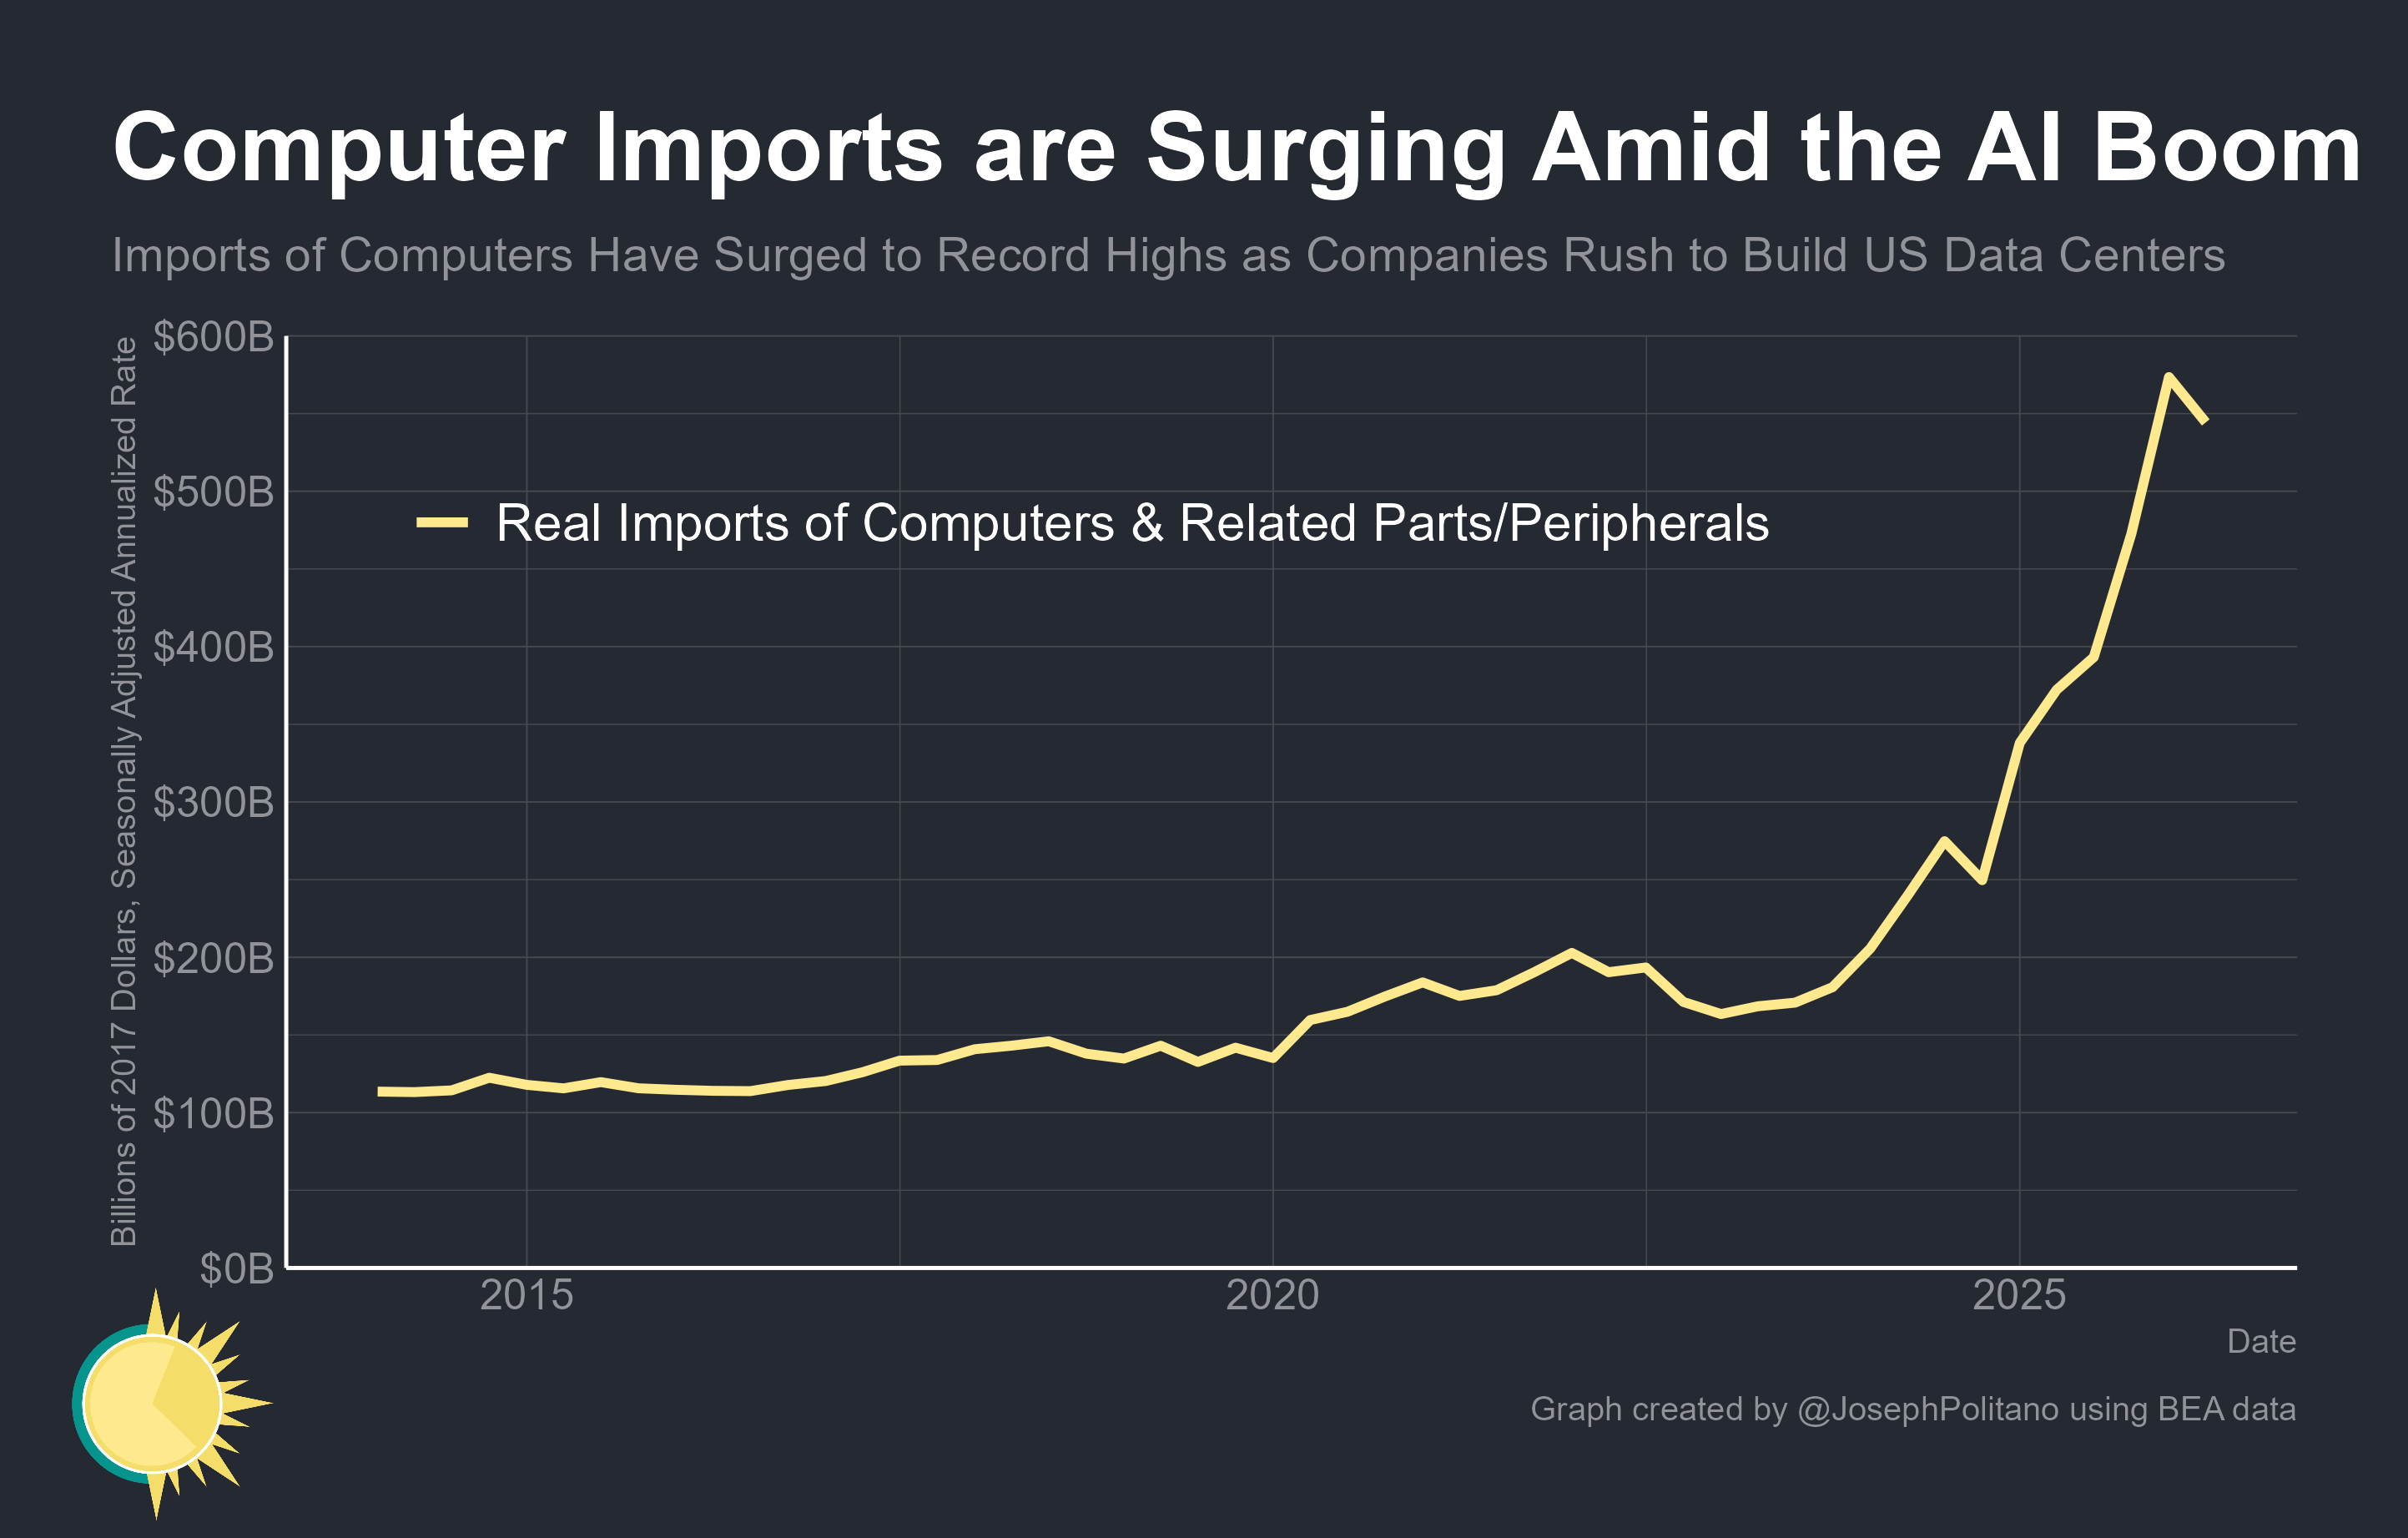 Computer Imports are Surging Amid the AI Boom
Imports of Computers Have Surged to Record Highs as Companies Rush to Build US Data Centers
Billions of 2017 Dollars, Seasonally Adjusted Annualized Rate
$600B
$500B
$400B
$300B
$200B
$100B
$0B
Real Imports of Computers & Related Parts/Peripherals
2015
2020
2025
Date
Graph created by @JosephPolitano using BEA data